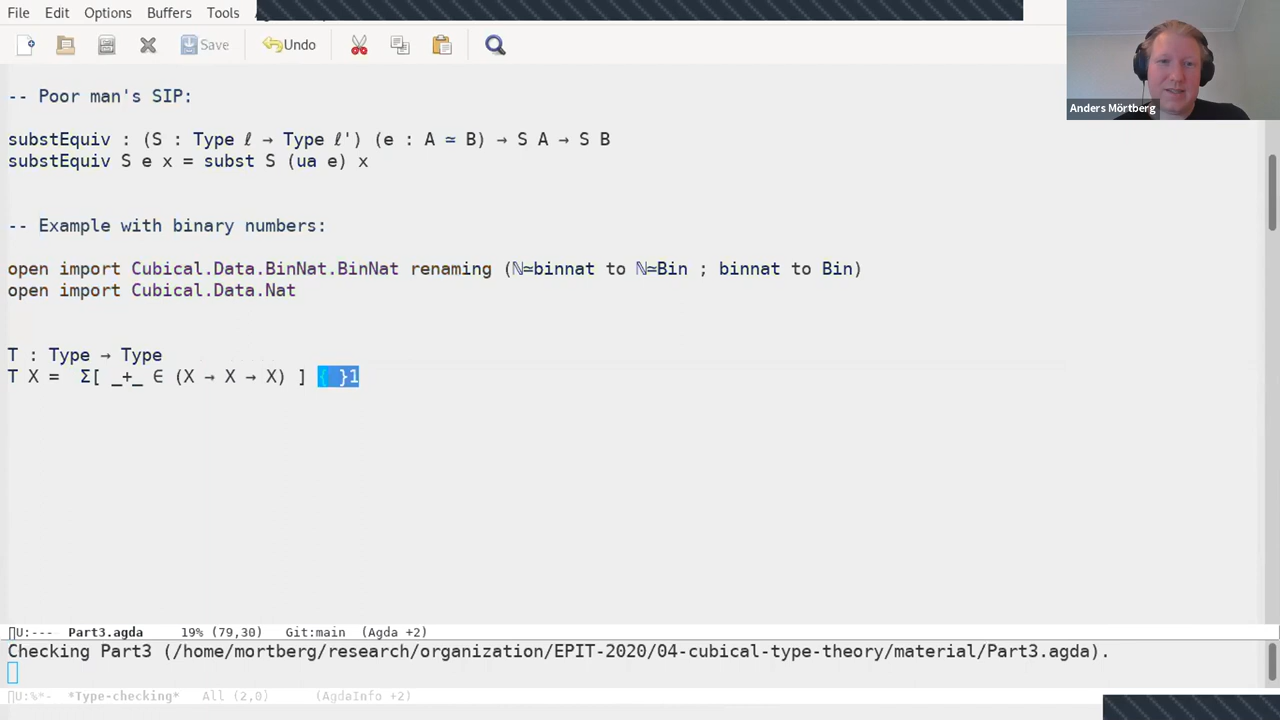 File Edit Options Buffers Tools
Save Undo
Anders Mörtberg
-- Poor man's SIP:
substEquiv : (S : Type ℓ → Type ℓ') (e : A ≃ B) → S A → S B
substEquiv S e x = subst S (ua e) x
-- Example with binary numbers:
open import Cubical.Data.BinNat.BinNat renaming (ℕ≃binnat to ℕ≃Bin ; binnat to Bin)
open import Cubical.Data.Nat
T : Type → Type
T X =  Σ[ _+_ ∈ (X → X → X) ] { }1
U:---  Part3.agda     19% (79,30)   Git:main  (Agda +2)
Checking Part3 (/home/mortberg/research/organization/EPIT-2020/04-cubical-type-theory/material/Part3.agda).
U:%*-  *Type-checking*   All (2,0)     (AgdaInfo +2)